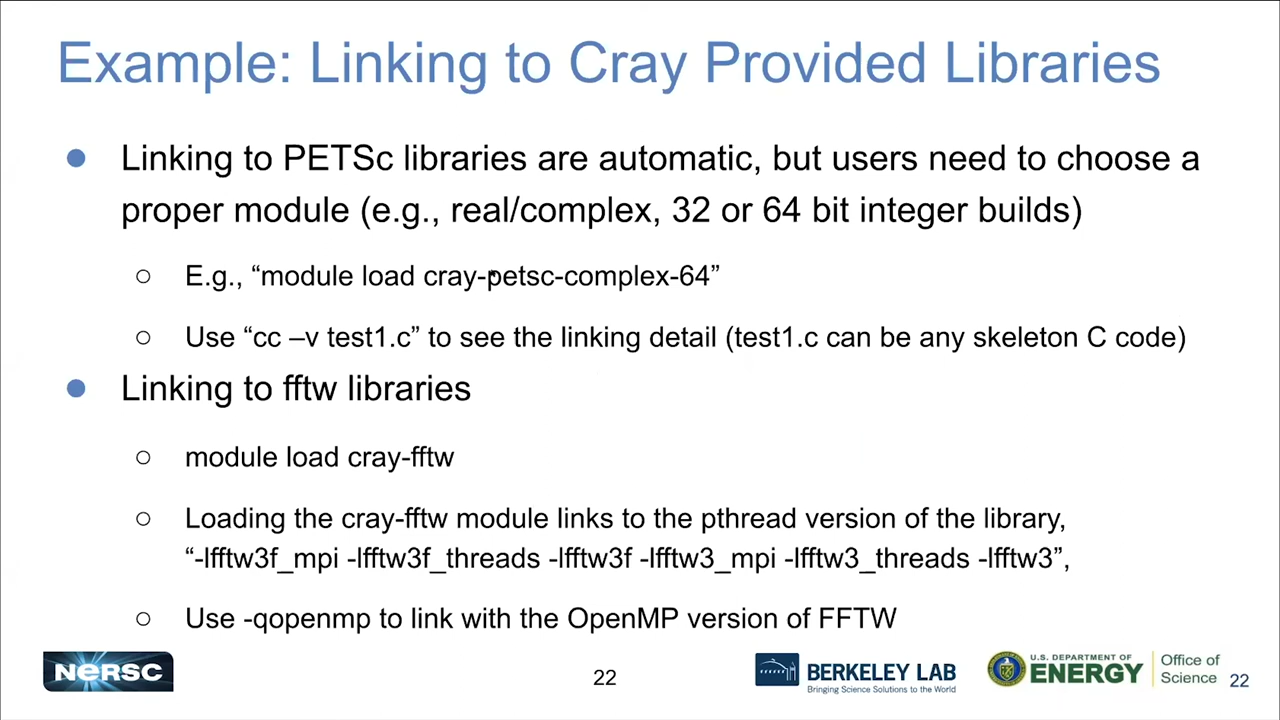 Example: Linking to Cray Provided Libraries
● Linking to PETSc libraries are automatic, but users need to choose a
proper module (e.g., real/complex, 32 or 64 bit integer builds)
○ E.g., “module load cray-petsc-complex-64”
○ Use “cc –v test1.c” to see the linking detail (test1.c can be any skeleton C code)
● Linking to fftw libraries
○ module load cray-fftw
○ Loading the cray-fftw module links to the pthread version of the library,
“-lfftw3f_mpi -lfftw3f_threads -lfftw3f -lfftw3_mpi -lfftw3_threads -lfftw3”,
○ Use -qopenmp to link with the OpenMP version of FFTW
NERSC
22
BERKELEY LAB
Bringing Science Solutions to the World
U.S. DEPARTMENT OF
ENERGY
Office of
Science
22